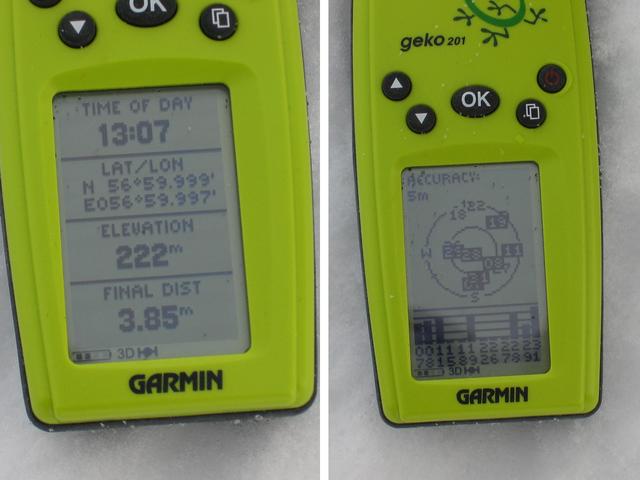 OK
TIME OF DAY
13:07
LAT/LON
N 56°59.999'
E056°59.997'
ELEVATION
222m
FINAL DIST
3.85m
3D
GARMIN
geko 201
OK
ACCURACY:
5m
W
S
3D
GARMIN